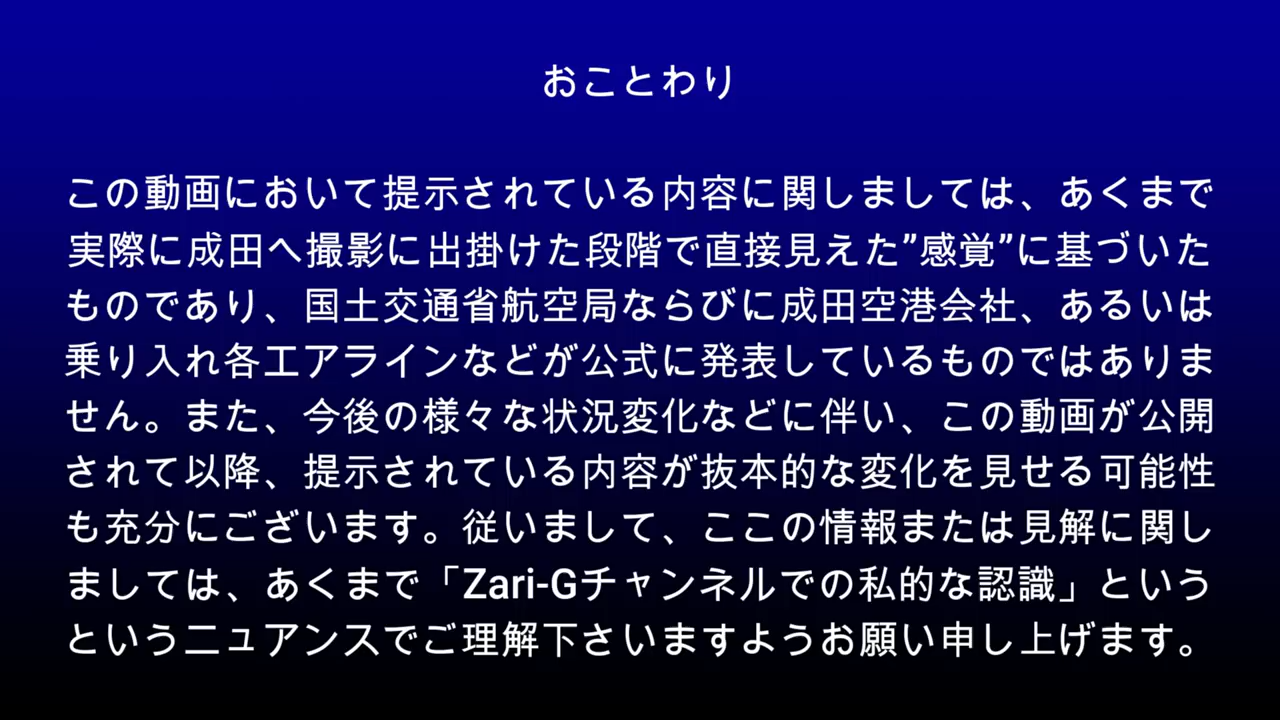 おことわり
この動画において提示されている内容に関しましては、あくまで
実際に成田へ撮影に出掛けた段階で直接見えた”感覚”に基づいた
ものであり、国土交通省航空局ならびに成田空港会社、あるいは
乗り入れ各エアラインなどが公式に発表しているものではありま
せん。また、今後の様々な状況変化などに伴い、この動画が公開
されて以降、提示されている内容が抜本的な変化を見せる可能性
も充分にございます。従いまして、ここの情報または見解に関し
ましては、あくまで「Zari-Gチャンネルでの私的な認識」という
というニュアンスでご理解下さいますようお願い申し上げます。